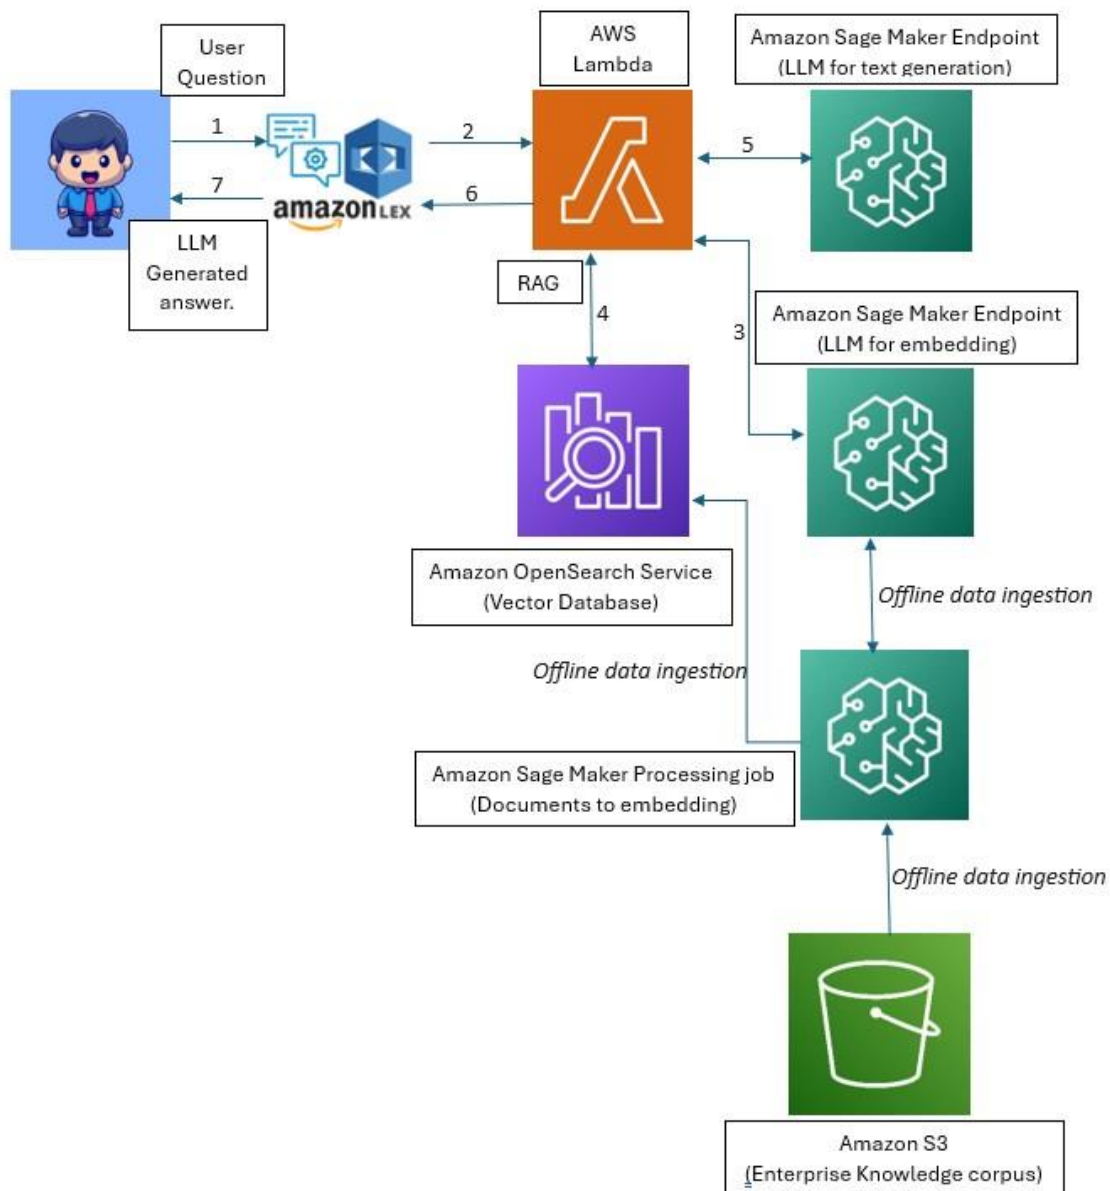 User
Question
AWS
Lambda
Amazon Sage Maker Endpoint
(LLM for text generation)
1
2
5
7
6
amazon LEX
LLM
Generated
answer.
RAG
4
3
Amazon Sage Maker Endpoint
(LLM for embedding)
Amazon OpenSearch Service
(Vector Database)
Offline data ingestion
Offline data ingestion
Amazon Sage Maker Processing job
(Documents to embedding)
Offline data ingestion
Amazon S3
(Enterprise Knowledge corpus)